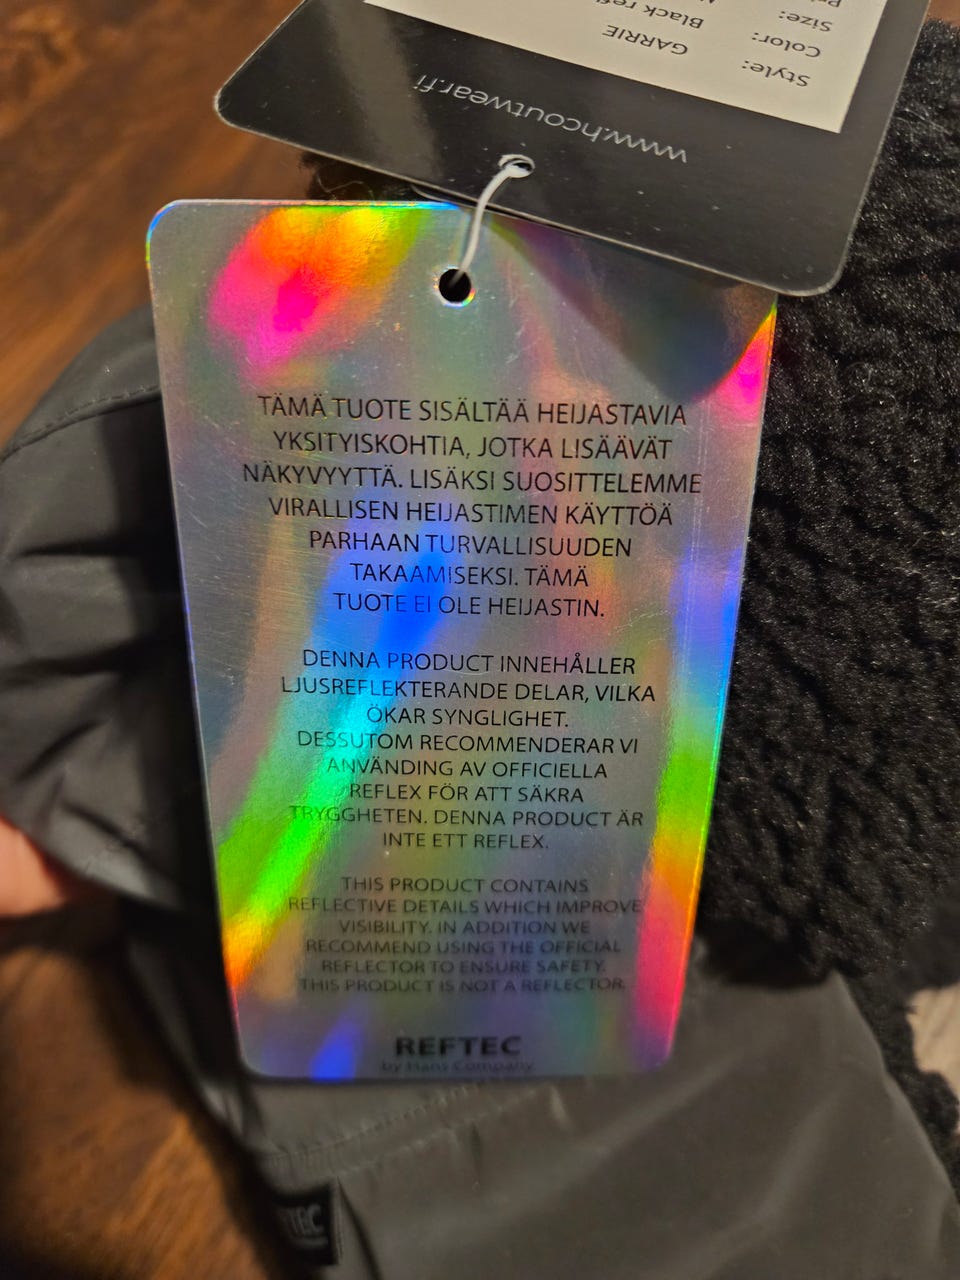 Pri
Size:
Color:
Black refl
Style:
GARRIE
www.hcoutwear.fi
TÄMÄ TUOTE SISÄLTÄÄ HEIJASTAVIA
YKSITYISKOHTIA, JOTKA LISÄÄVÄT
NÄKYVYYTTÄ. LISÄKSI SUOSITTELEMME
VIRALLISEN HEIJASTIMEN KÄYTTÖÄ
PARHAAN TURVALLISUUDEN
TAKAAMISEKSI. TÄMÄ
TUOTE EI OLE HEIJASTIN.
DENNA PRODUCT INNEHÅLLER
LJUSREFLEKTERANDE DELAR, VILKA
ÖKAR SYNGLIGHET.
DESSUTOM RECOMMENDERAR VI
ANVÄNDING AV OFFICIELLA
REFLEX FÖR ATT SÄKRA
TRYGGHETEN. DENNA PRODUCT ÄR
INTE ETT REFLEX.
THIS PRODUCT CONTAINS
REFLECTIVE DETAILS WHICH IMPROVE
VISIBILITY. IN ADDITION WE
RECOMMEND USING THE OFFICIAL
REFLECTOR TO ENSURE SAFETY.
THIS PRODUCT IS NOT A REFLECTOR.
REFTEC
by Hans Company
TEC